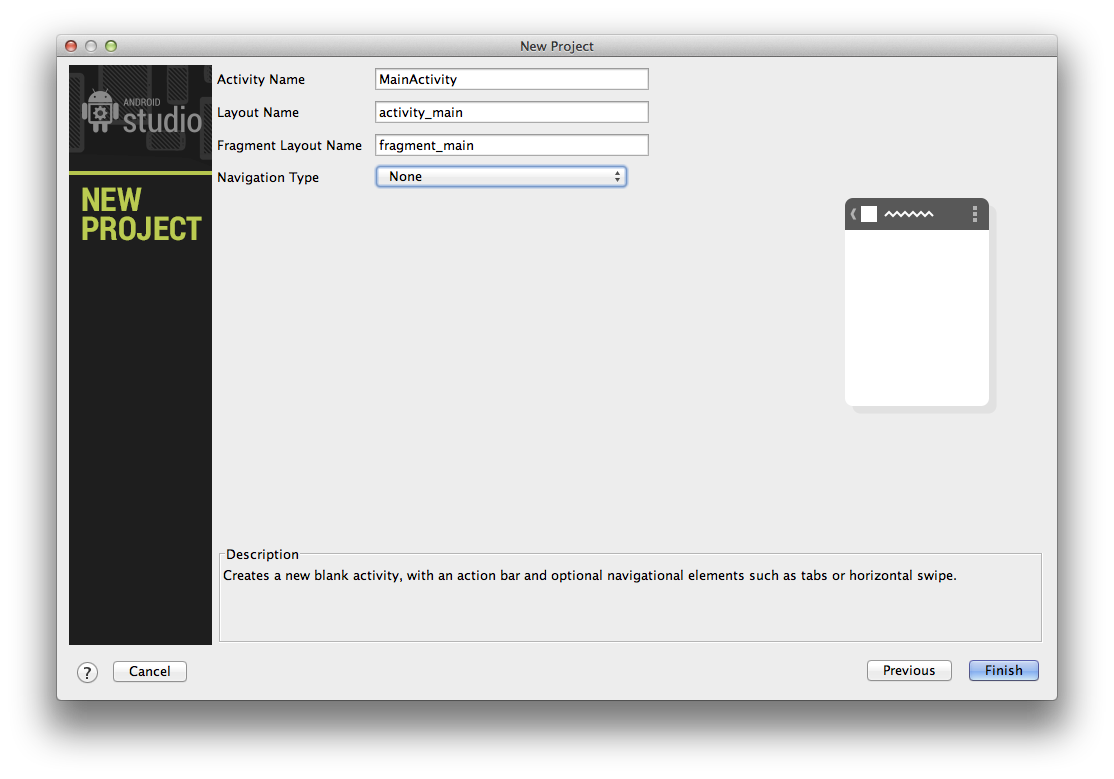 New Project
ANDROID
studio
NEW
PROJECT
Activity Name
MainActivity
Layout Name
activity_main
Fragment Layout Name
fragment_main
Navigation Type
None
Description
Creates a new blank activity, with an action bar and optional navigational elements such as tabs or horizontal swipe.
?
Cancel
Previous
Finish